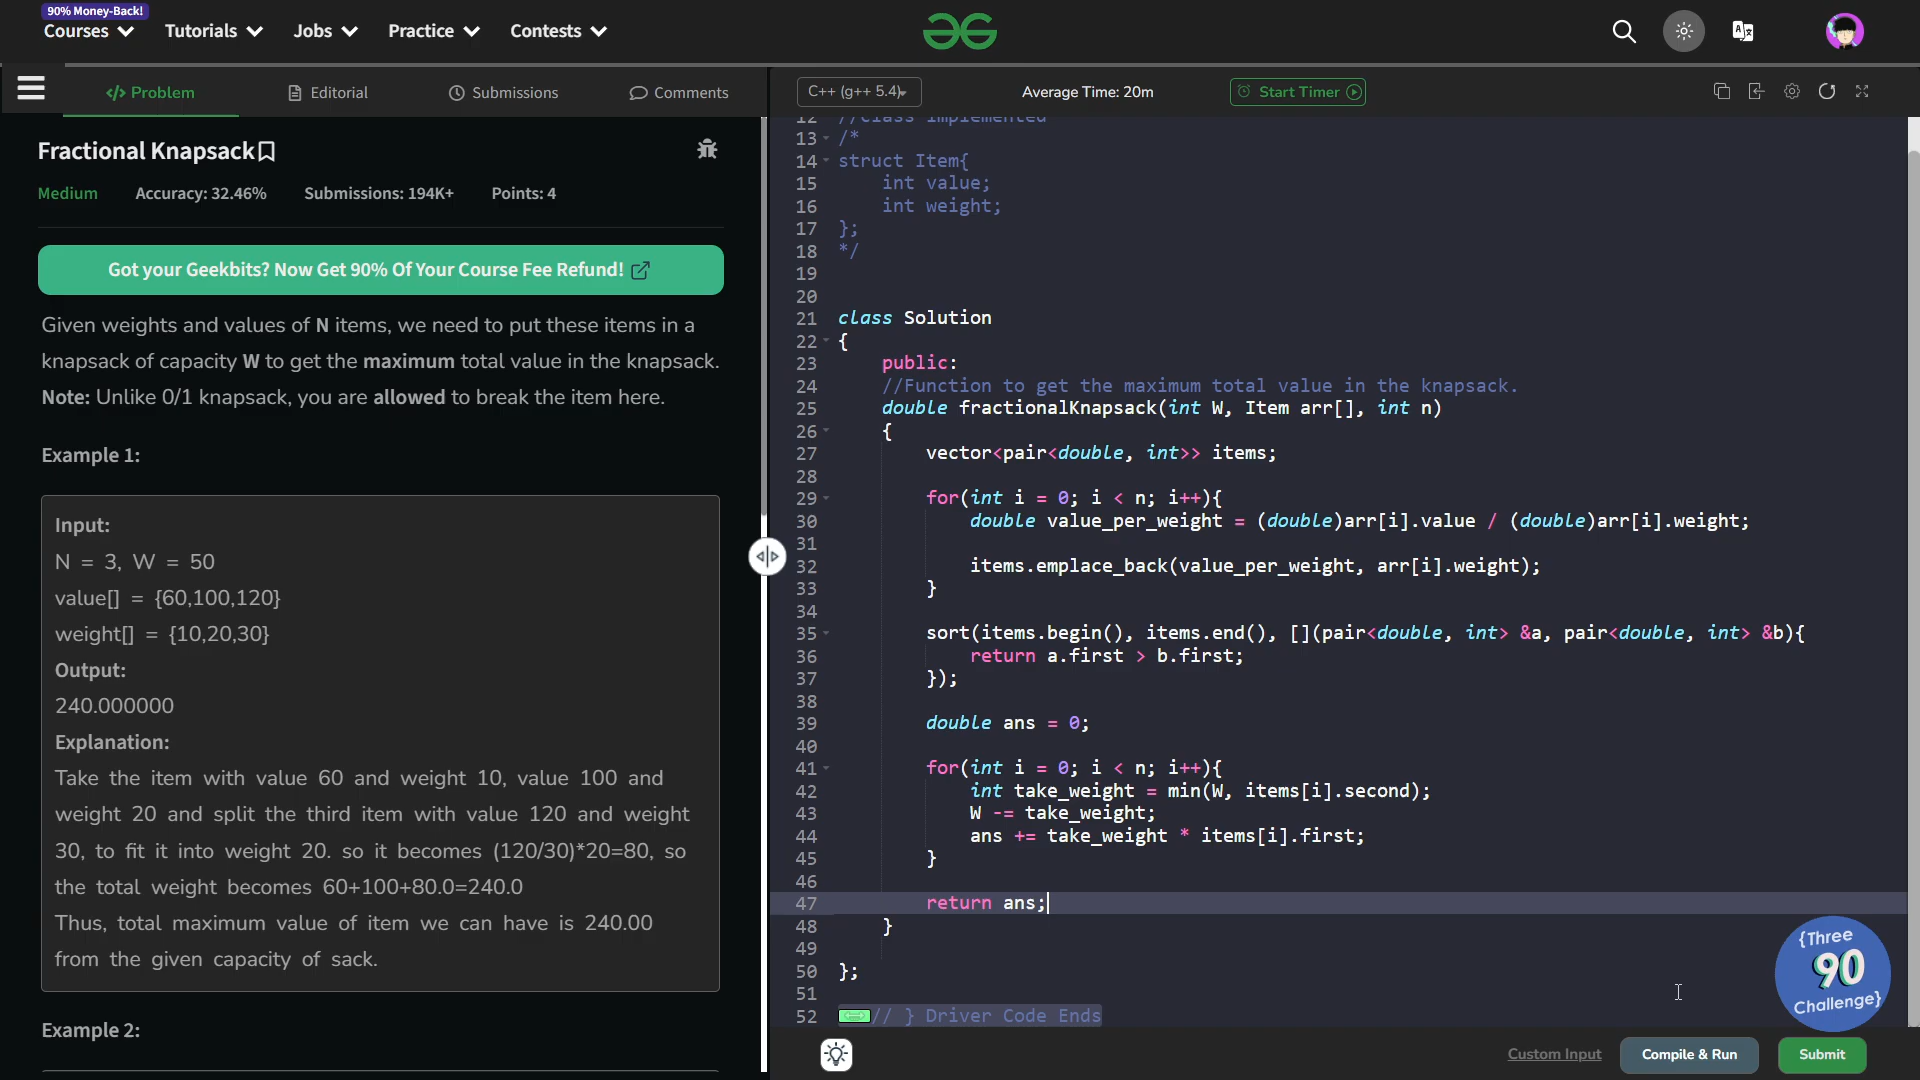 90% Money-Back!
Courses
Tutorials
Jobs
Practice
Contests
Problem
Editorial
Submissions
Comments
C++ (g++ 5.4)
Average Time: 20m
Start Timer
Fractional Knapsack
Medium
Accuracy: 32.46%
Submissions: 194K+
Points: 4
Got your Geekbits? Now Get 90% Of Your Course Fee Refund!
Given weights and values of N items, we need to put these items in a
knapsack of capacity W to get the maximum total value in the knapsack.
Note: Unlike 0/1 knapsack, you are allowed to break the item here.
Example 1:
Input:
N = 3, W = 50
value[] = {60,100,120}
weight[] = {10,20,30}
Output:
240.000000
Explanation:
Take the item with value 60 and weight 10, value 100 and
weight 20 and split the third item with value 120 and weight
30, to fit it into weight 20. so it becomes (120/30)*20=80, so
the total weight becomes 60+100+80.0=240.0
Thus, total maximum value of item we can have is 240.00
from the given capacity of sack.
Example 2:
12 //class implemented
13 /*
14 struct Item{
15     int value;
16     int weight;
17 };
18 */
19
20
21 class Solution
22 {
23     public:
24     //Function to get the maximum total value in the knapsack.
25     double fractionalKnapsack(int W, Item arr[], int n)
26     {
27         vector<pair<double, int>> items;
28
29         for(int i = 0; i < n; i++){
30             double value_per_weight = (double)arr[i].value / (double)arr[i].weight;
31
32             items.emplace_back(value_per_weight, arr[i].weight);
33         }
34
35         sort(items.begin(), items.end(), [](pair<double, int> &a, pair<double, int> &b){
36             return a.first > b.first;
37         });
38
39         double ans = 0;
40
41         for(int i = 0; i < n; i++){
42             int take_weight = min(W, items[i].second);
43             W -= take_weight;
44             ans += take_weight * items[i].first;
45         }
46
47         return ans;
48     }
49
50 };
51
52 // } Driver Code Ends
{Three
90
Challenge}
Custom Input
Compile & Run
Submit